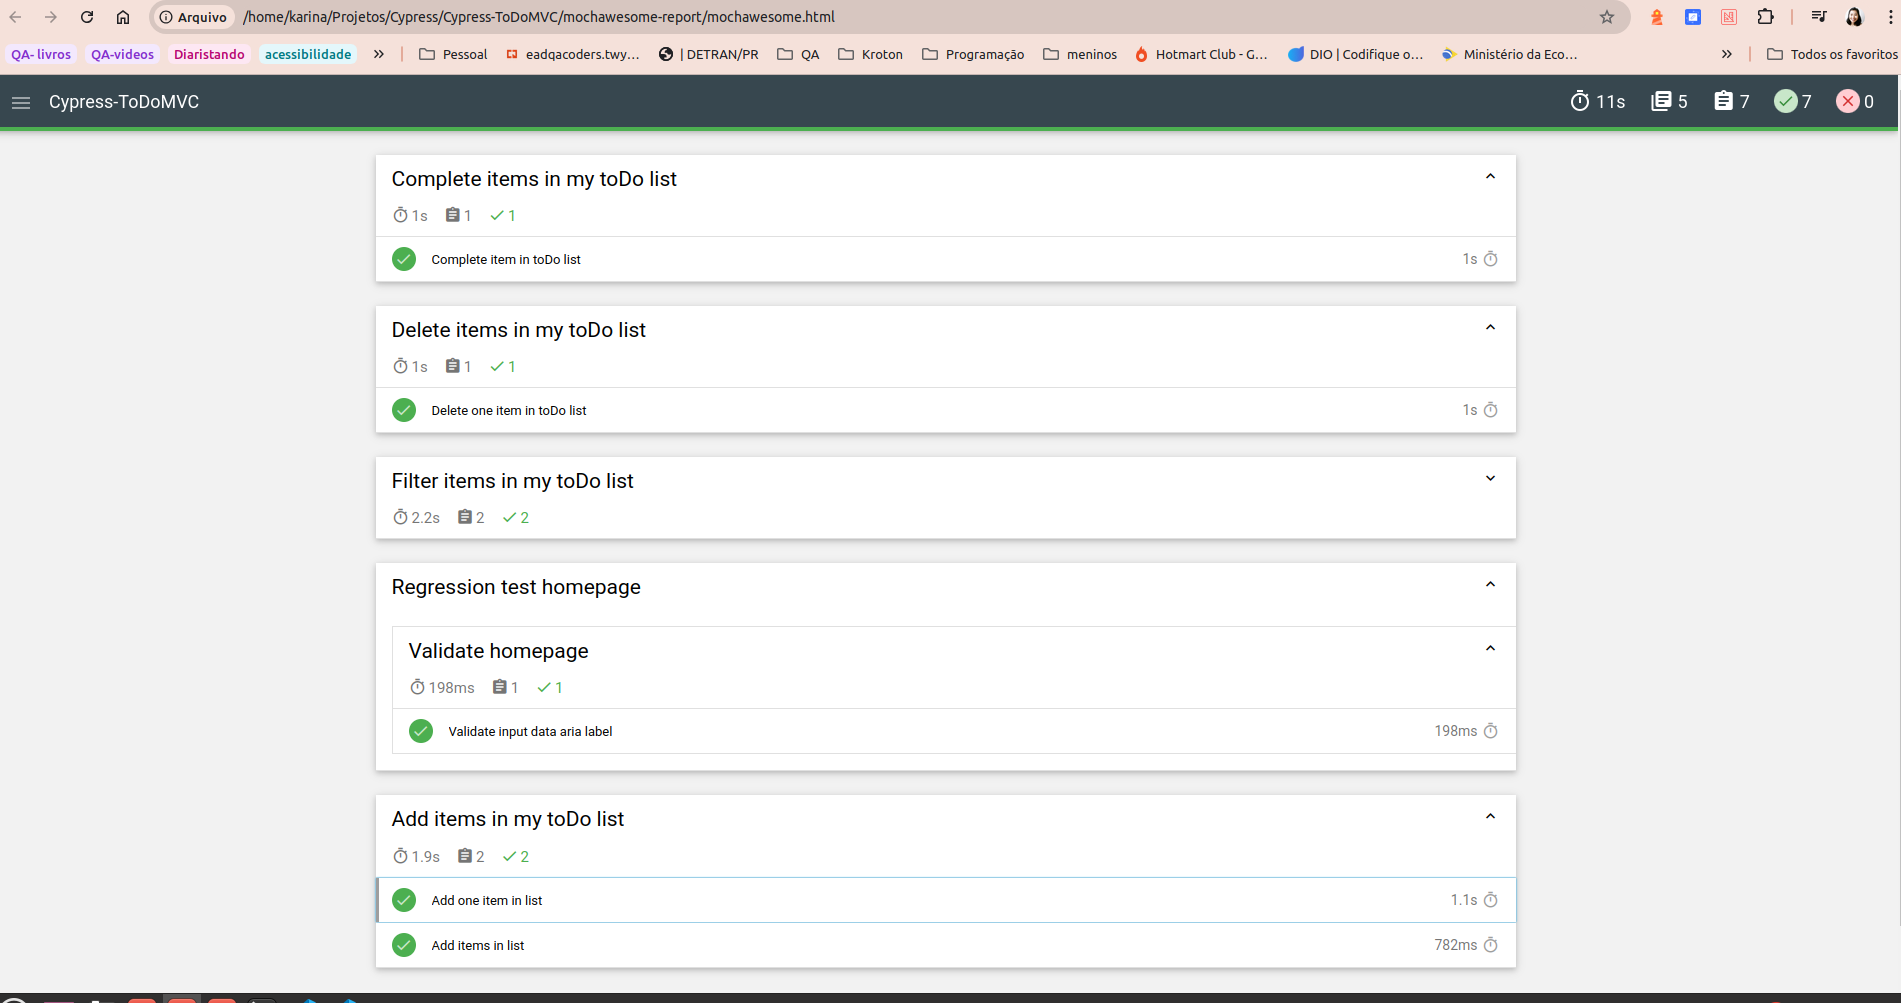 Arquivo /home/karina/Projetos/Cypress/Cypress-ToDoMVC/mochawesome-report/mochawesome.html
QA- livros QA-videos Diaristando acessibilidade » Pessoal eadqacoders.twy... | DETRAN/PR QA Kroton Programação meninos Hotmart Club - G... DIO | Codifique o... Ministério da Eco... » Todos os favoritos
Cypress-ToDoMVC 11s 5 7 7 0
Complete items in my toDo list
1s 1 1
Complete item in toDo list 1s
Delete items in my toDo list
1s 1 1
Delete one item in toDo list 1s
Filter items in my toDo list
2.2s 2 2
Regression test homepage
Validate homepage
198ms 1 1
Validate input data aria label 198ms
Add items in my toDo list
1.9s 2 2
Add one item in list 1.1s
Add items in list 782ms